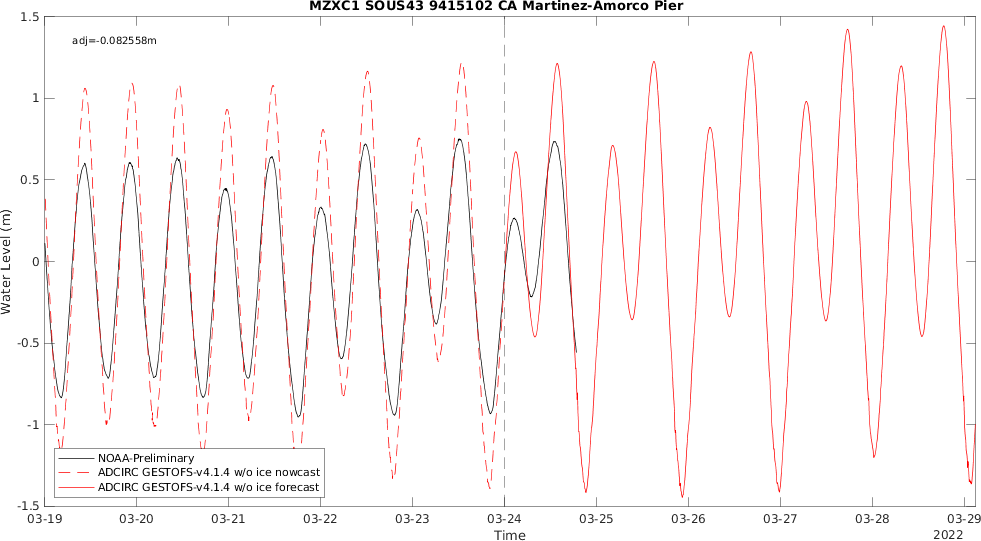 MZXC1 SOUS43 9415102 CA Martinez-Amorco Pier
adj=-0.082558m
1.5
1
0.5
0
-0.5
-1
-1.5
Water Level (m)
NOAA-Preliminary
ADCIRC GESTOFS-v4.1.4 w/o ice nowcast
ADCIRC GESTOFS-v4.1.4 w/o ice forecast
03-19 03-20 03-21 03-22 03-23 03-24 03-25 03-26 03-27 03-28 03-29
Time
2022